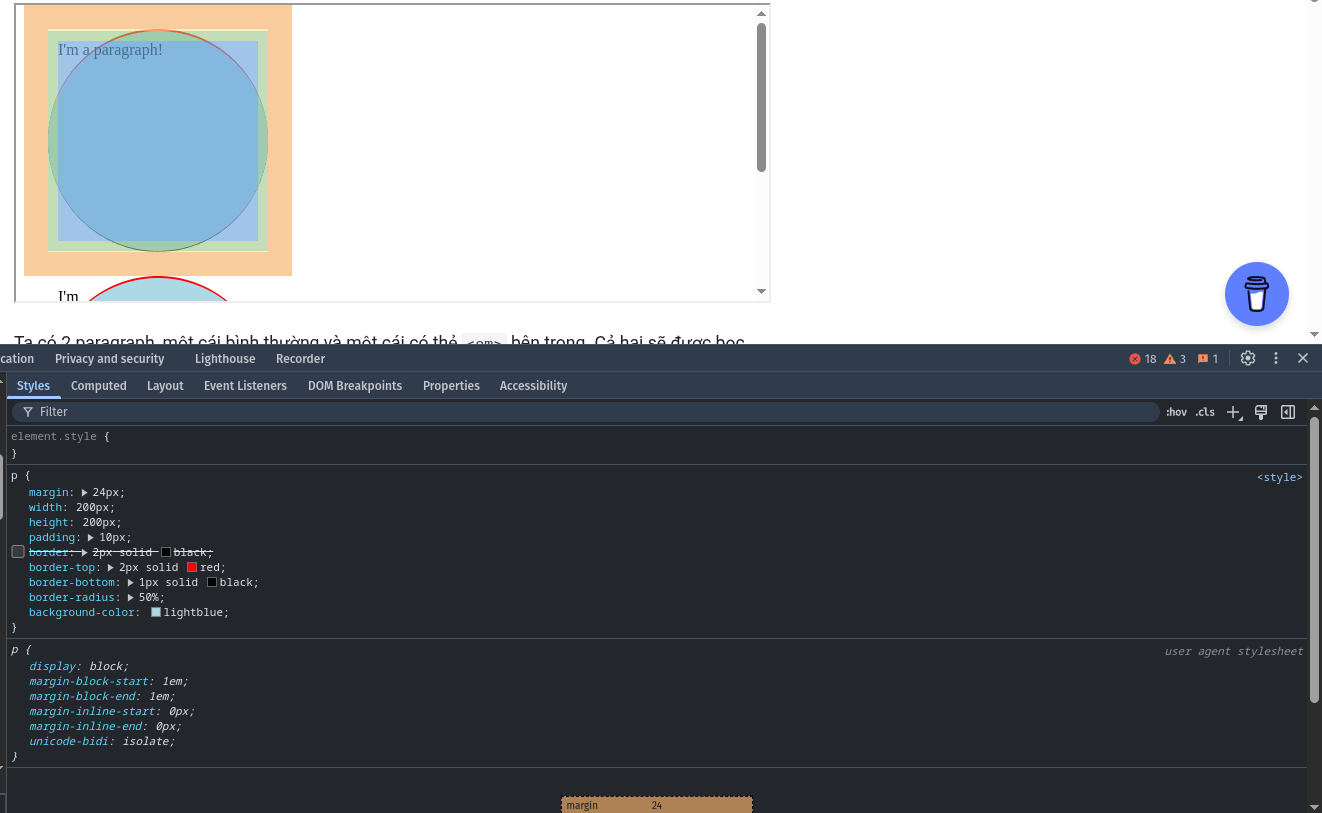 I'm a paragraph!
I'm
Ta có 2 paragraph, một cái bình thường và một cái có thẻ <em> bên trong. Cả hai sẽ được bọc
cation Privacy and security Lighthouse Recorder 18 3 1
Styles Computed Layout Event Listeners DOM Breakpoints Properties Accessibility
Filter :hov .cls
element.style {
}
p { <style>
margin: 24px;
width: 200px;
height: 200px;
padding: 10px;
border: 2px solid black;
border-top: 2px solid red;
border-bottom: 1px solid black;
border-radius: 50%;
background-color: lightblue;
}
p { user agent stylesheet
display: block;
margin-block-start: 1em;
margin-block-end: 1em;
margin-inline-start: 0px;
margin-inline-end: 0px;
unicode-bidi: isolate;
}
margin 24